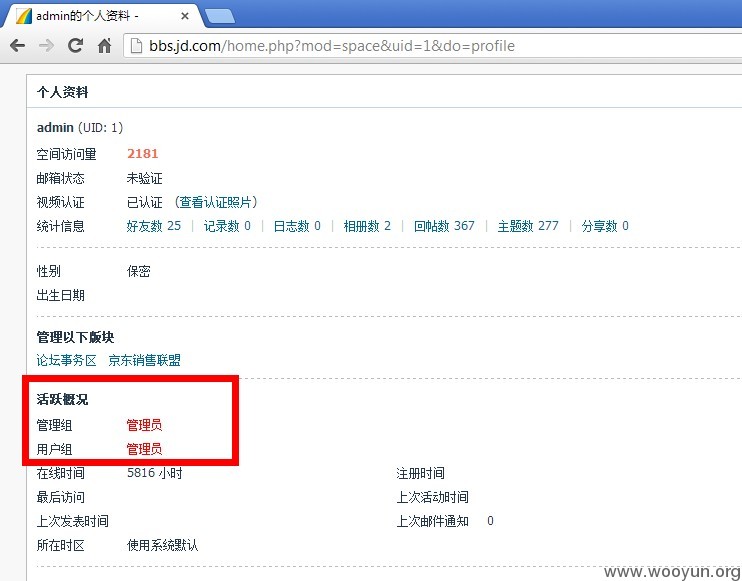 admin的个人资料 -
bbs.jd.com/home.php?mod=space&uid=1&do=profile
个人资料
admin (UID: 1)
空间访问量 2181
邮箱状态 未验证
视频认证 已认证 (查看认证照片)
统计信息 好友数 25 | 记录数 0 | 日志数 0 | 相册数 2 | 回帖数 367 | 主题数 277 | 分享数 0
性别 保密
出生日期
管理以下版块
论坛事务区 京东销售联盟
活跃概况
管理组 管理员
用户组 管理员
在线时间 5816 小时 注册时间
最后访问 上次活动时间
上次发表时间 上次邮件通知 0
所在时区 使用系统默认
www.wooyun.org